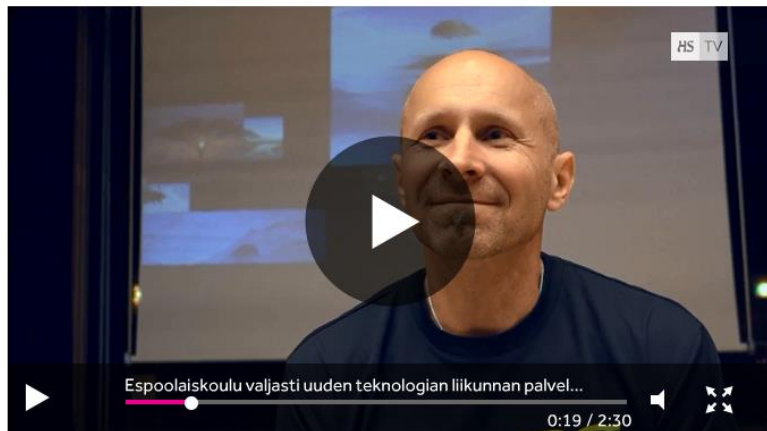 HS TV
Espoolaiskoulu valjasti uuden teknologian liikunnan palvel...
0:19 / 2:30